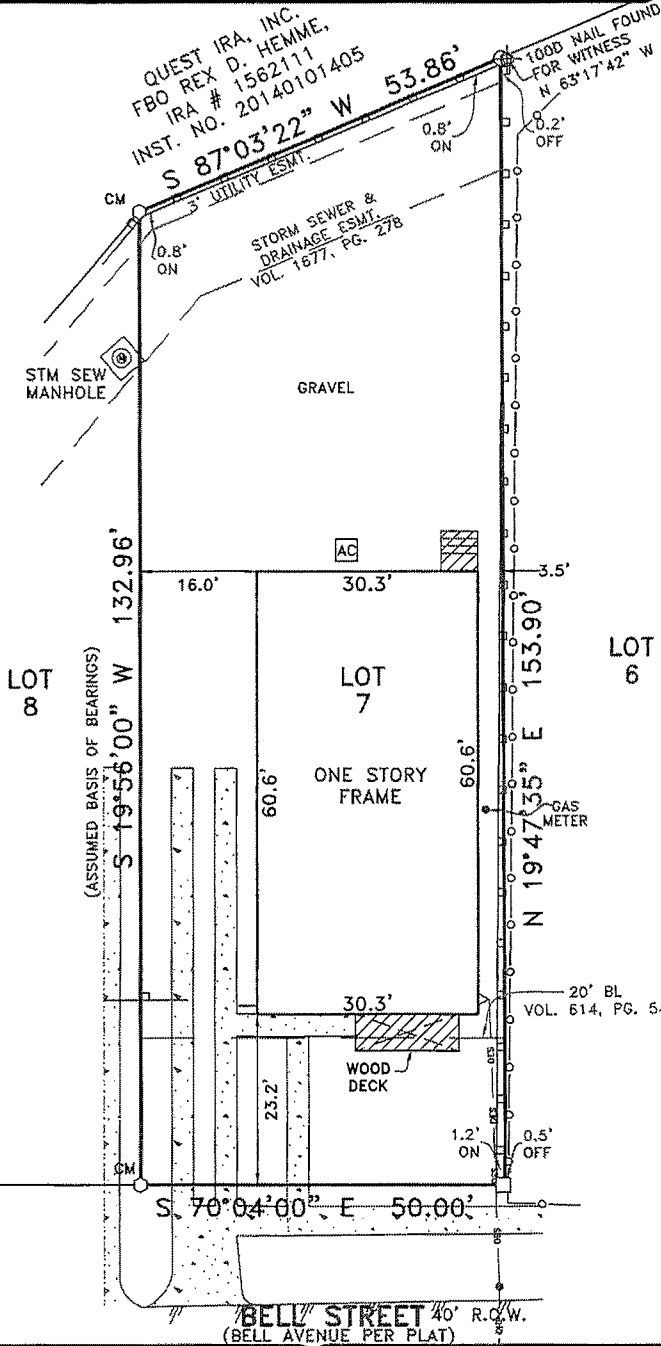 QUEST IRA, INC.
FBO REX D. HEMME,
IRA # 1562111
INST. NO. 20140101405
100D NAIL FOUND
FOR WITNESS
N 63°17'42" W
S 87°03'22" W 53.86'
0.8'
ON
0.2'
OFF
CM
3' UTILITY ESMT.
0.8'
ON
STORM SEWER &
DRAINAGE ESMT.
VOL. 1677, PG. 278
STM SEW
MANHOLE
GRAVEL
AC
16.0'
30.3'
3.5'
S 19°56'00" W 132.96'
(ASSUMED BASIS OF BEARINGS)
LOT
8
LOT
7
LOT
6
60.6'
ONE STORY
FRAME
60.6'
N 19°47'35" E 153.90'
GAS
METER
30.3'
20' BL
VOL. 614, PG. 54
WOOD
DECK
23.2'
OES
OES
1.2'
ON
0.5'
OFF
CM
S 70°04'00" E 50.00'
OES
OES
BELL STREET 40' R.O.W.
(BELL AVENUE PER PLAT)